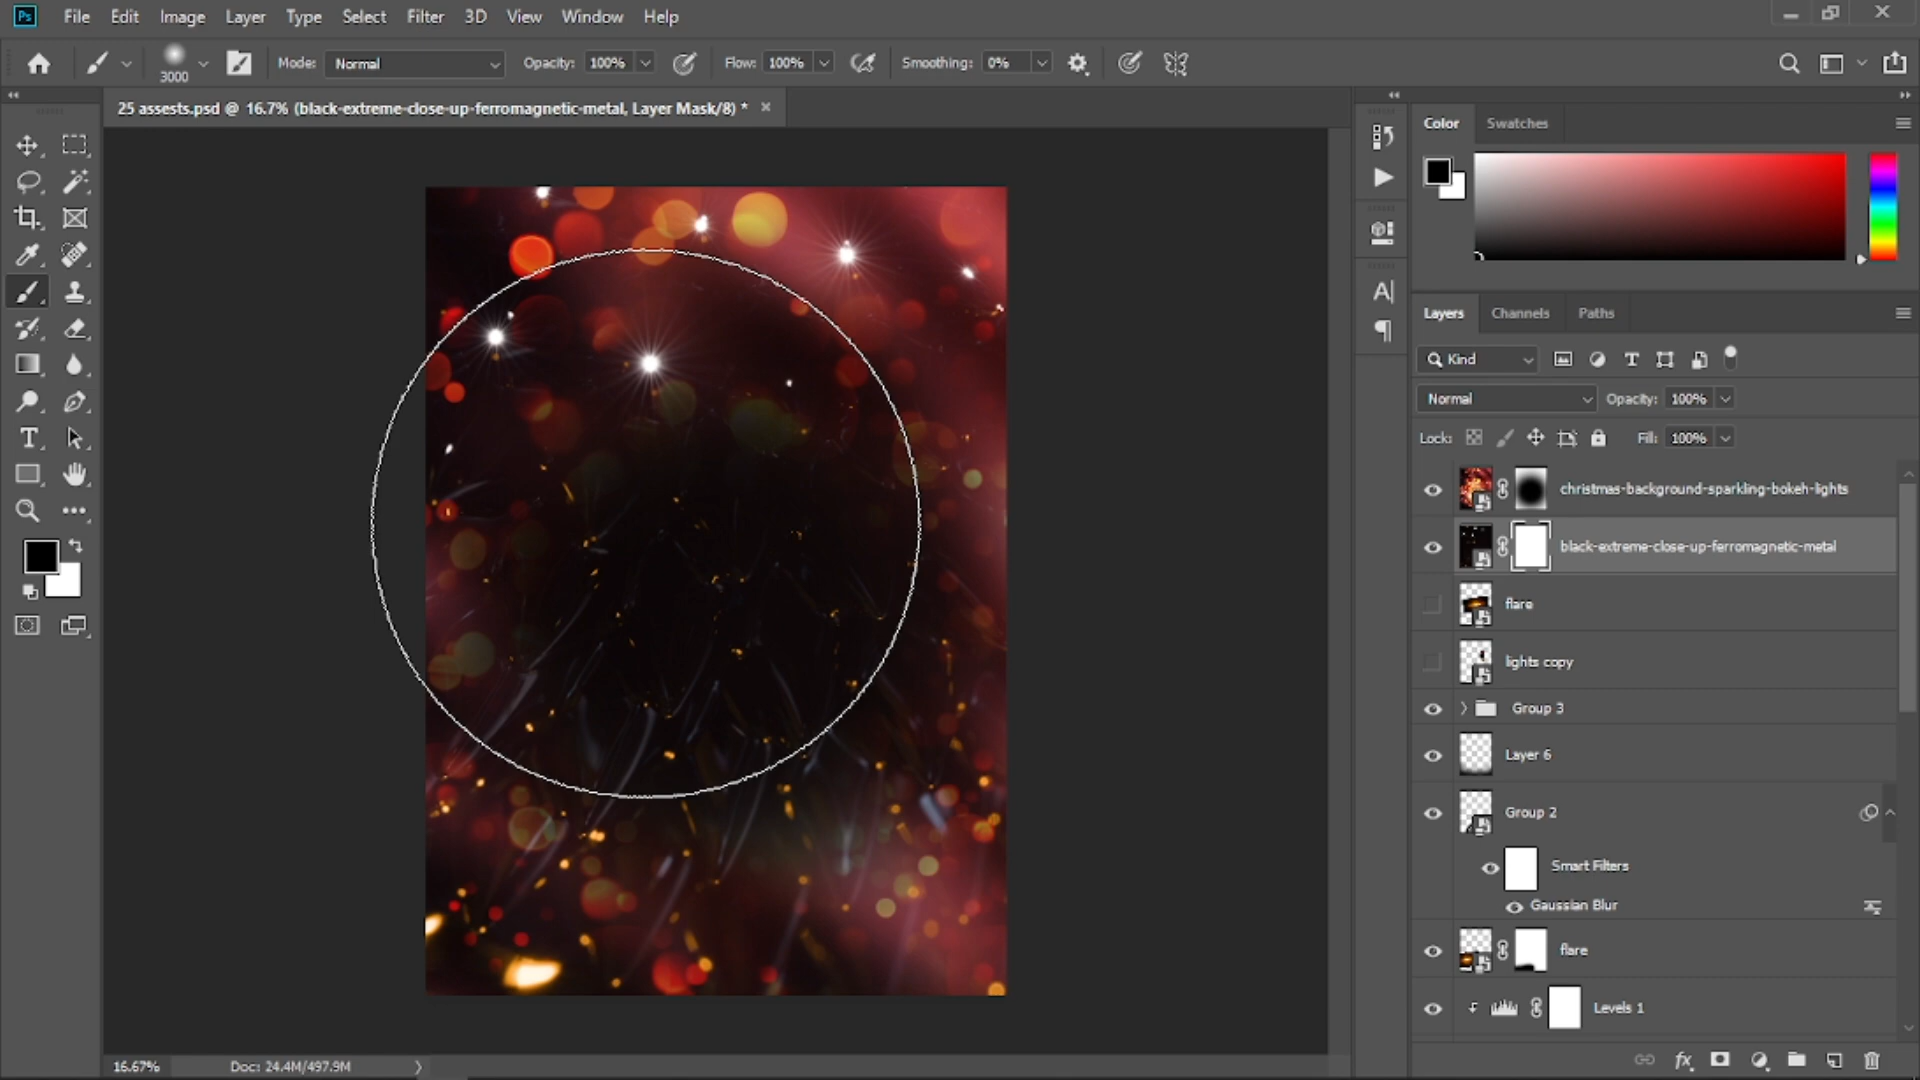 Ps File Edit Image Layer Type Select Filter 3D View Window Help
3000 Mode: Normal Opacity: 100% Flow: 100% Smoothing: 0%
25 assests.psd @ 16.7% (black-extreme-close-up-ferromagnetic-metal, Layer Mask/8) *
Color Swatches
Layers Channels Paths
Kind
Normal Opacity: 100%
Lock: Fill: 100%
christmas-background-sparkling-bokeh-lights
black-extreme-close-up-ferromagnetic-metal
flare
lights copy
Group 3
Layer 6
Group 2
Smart Filters
Gaussian Blur
flare
Levels 1
16.67% Doc: 24.4M/497.9M
fx